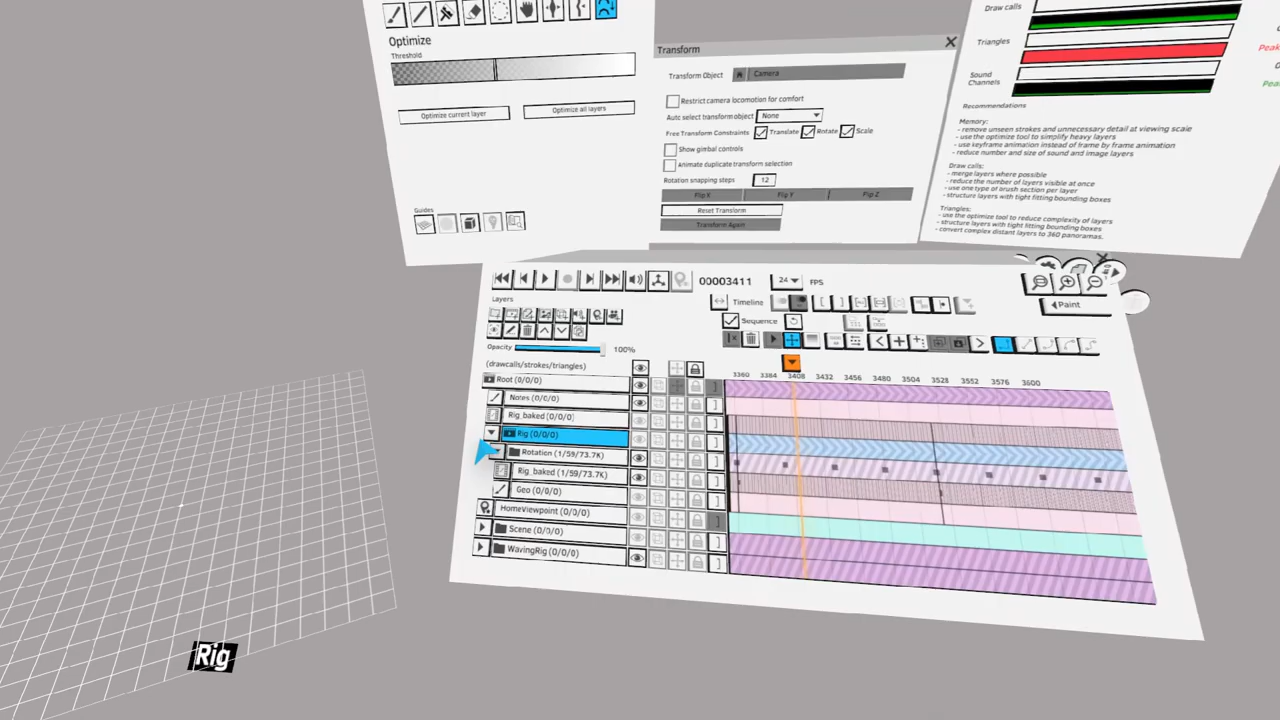 Optimize
Threshold
Optimize current layer
Optimize all layers
Guides
Transform
Transform Object
Camera
Restrict camera locomotion for comfort
Auto select transform object
None
Free Transform Constraints
Translate
Rotate
Scale
Show gimbal controls
Animate duplicate transform selection
Rotation snapping steps
12
Flip X
Flip Y
Flip Z
Reset Transform
Transform Again
Draw calls
Triangles
Sound
Channels
Recommendations
Memory:
- remove unseen strokes and unnecessary detail at viewing scale
- use the optimize tool to simplify heavy layers
- use keyframe animation instead of frame by frame animation
- reduce number and size of sound and image layers
Draw calls:
- merge layers where possible
- reduce the number of layers visible at once
- use one type of brush section per layer
- structure layers with tight fitting bounding boxes
Triangles:
- use the optimize tool to reduce complexity of layers
- structure layers with tight fitting bounding boxes
- convert complex distant layers to 360 panoramas.
00003411
24
FPS
Layers
Timeline
Paint
Sequence
Opacity
100%
(drawcalls/strokes/triangles)
3360 3384 3408 3432 3456 3480 3504 3528 3552 3576 3600
Root (0/0/0)
Notes (0/0/0)
Rig_baked (0/0/0)
Rig (0/0/0)
Rotation (1/59/73.7K)
Rig_baked (1/59/73.7K)
Geo (0/0/0)
HomeViewpoint (0/0/0)
Scene (0/0/0)
WavingRig (0/0/0)
Rig